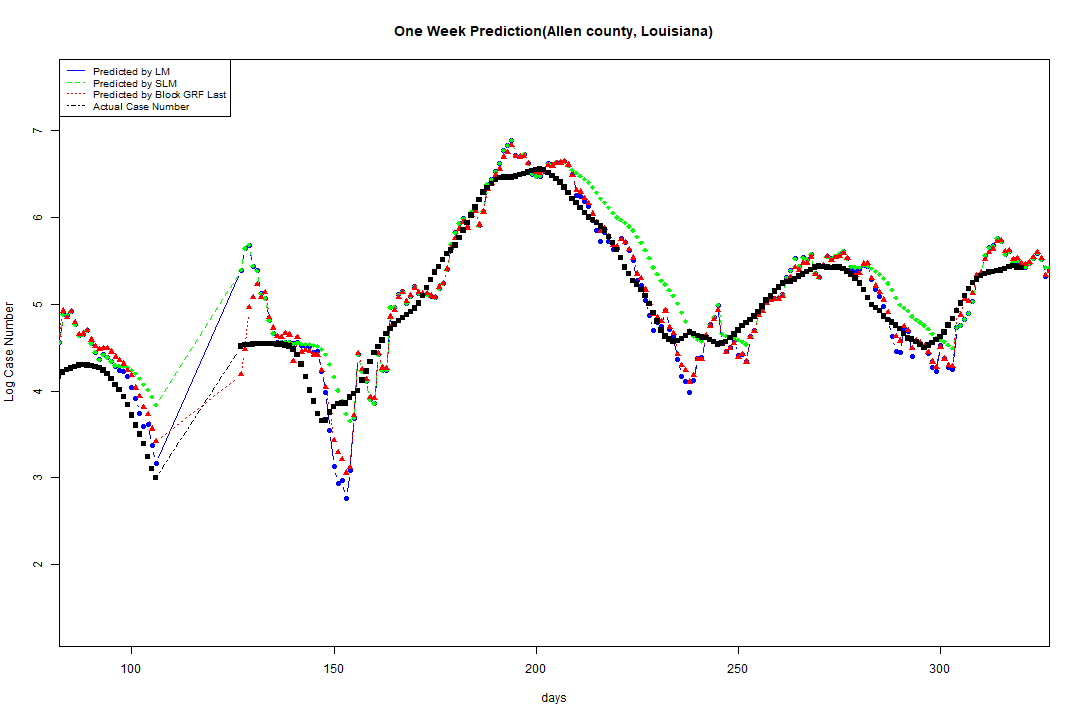 One Week Prediction(Allen county, Louisiana)
Predicted by LM
Predicted by SLM
Predicted by Block GRF Last
Actual Case Number
7
6
5
4
3
2
Log Case Number
100 150 200 250 300
days